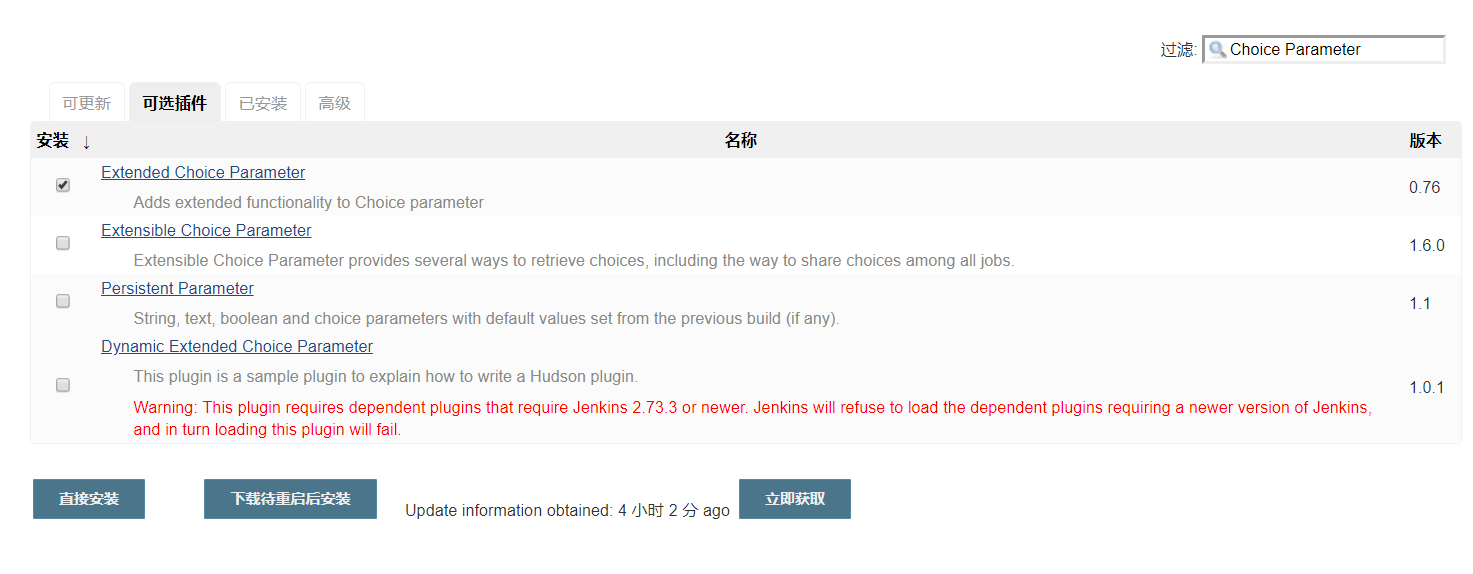 过滤: Choice Parameter
可更新 可选插件 已安装 高级
安装 ↓ 名称 版本
Extended Choice Parameter
Adds extended functionality to Choice parameter
0.76
Extensible Choice Parameter
Extensible Choice Parameter provides several ways to retrieve choices, including the way to share choices among all jobs.
1.6.0
Persistent Parameter
String, text, boolean and choice parameters with default values set from the previous build (if any).
1.1
Dynamic Extended Choice Parameter
This plugin is a sample plugin to explain how to write a Hudson plugin.
Warning: This plugin requires dependent plugins that require Jenkins 2.73.3 or newer. Jenkins will refuse to load the dependent plugins requiring a newer version of Jenkins,
and in turn loading this plugin will fail.
1.0.1
直接安装 下载待重启后安装 Update information obtained: 4 小时 2 分 ago 立即获取